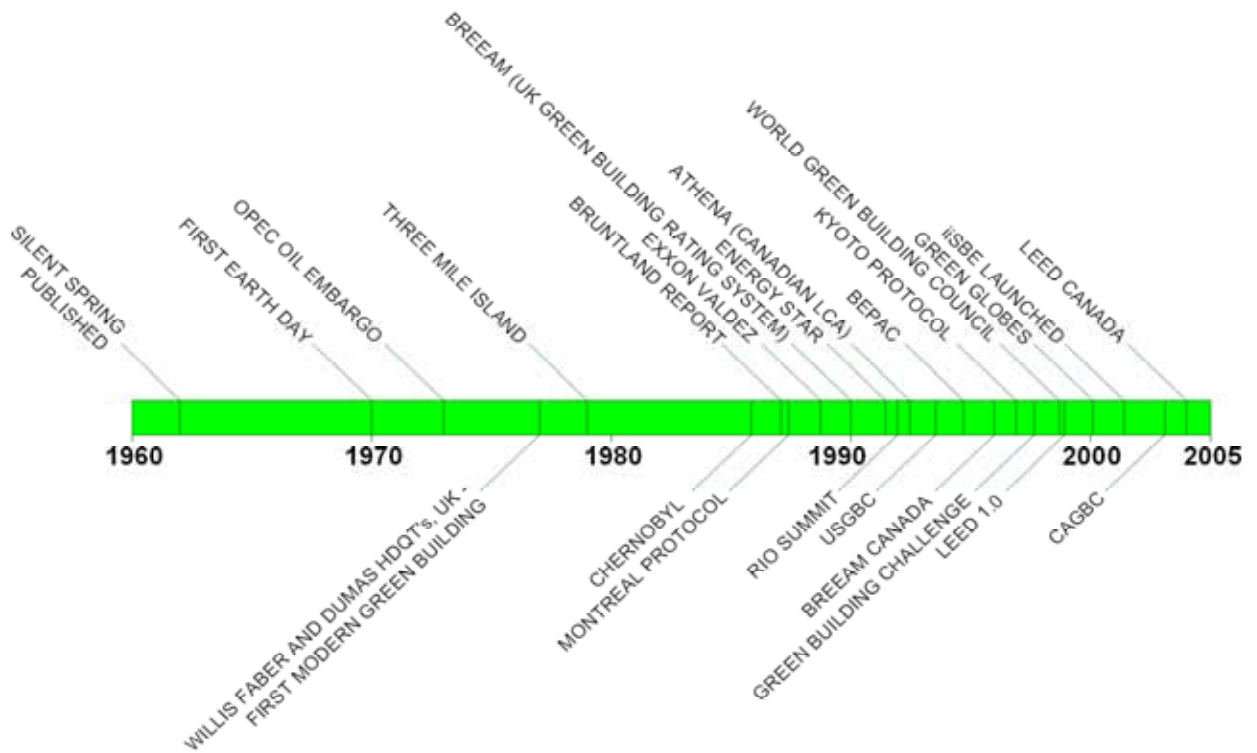 SILENT SPRING
PUBLISHED
FIRST EARTH DAY
OPEC OIL EMBARGO
THREE MILE ISLAND
BRUNTLAND REPORT
EXXON VALDEZ
BREEAM (UK GREEN BUILDING RATING SYSTEM)
ENERGY STAR
ATHENA (CANADIAN LCA)
BEPAC
KYOTO PROTOCOL
WORLD GREEN BUILDING COUNCIL
GREEN GLOBES
iiSBE LAUNCHED
LEED CANADA
1960
1970
1980
1990
2000
2005
WILLIS FABER AND DUMAS HDQT's, UK -
FIRST MODERN GREEN BUILDING
CHERNOBYL
MONTREAL PROTOCOL
RIO SUMMIT
USGBC
BREEAM CANADA
GREEN BUILDING CHALLENGE
LEED 1.0
CAGBC